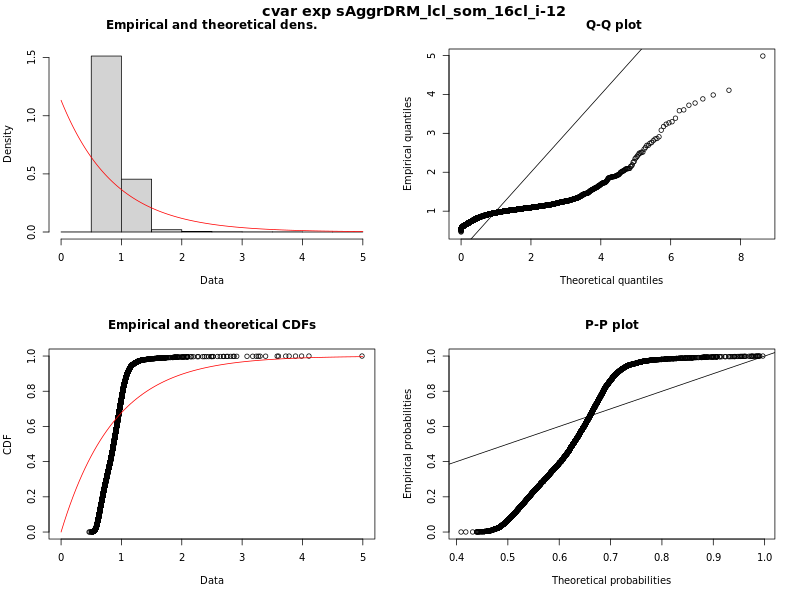 cvar exp sAggrDRM_lcl_som_16cl_i-12
Empirical and theoretical dens.
Density
0.0 0.5 1.0 1.5
0 1 2 3 4 5
Data
Q-Q plot
Empirical quantiles
1 2 3 4 5
0 2 4 6 8
Theoretical quantiles
Empirical and theoretical CDFs
CDF
0.0 0.2 0.4 0.6 0.8 1.0
0 1 2 3 4 5
Data
P-P plot
Empirical probabilities
0.0 0.2 0.4 0.6 0.8 1.0
0.4 0.5 0.6 0.7 0.8 0.9 1.0
Theoretical probabilities